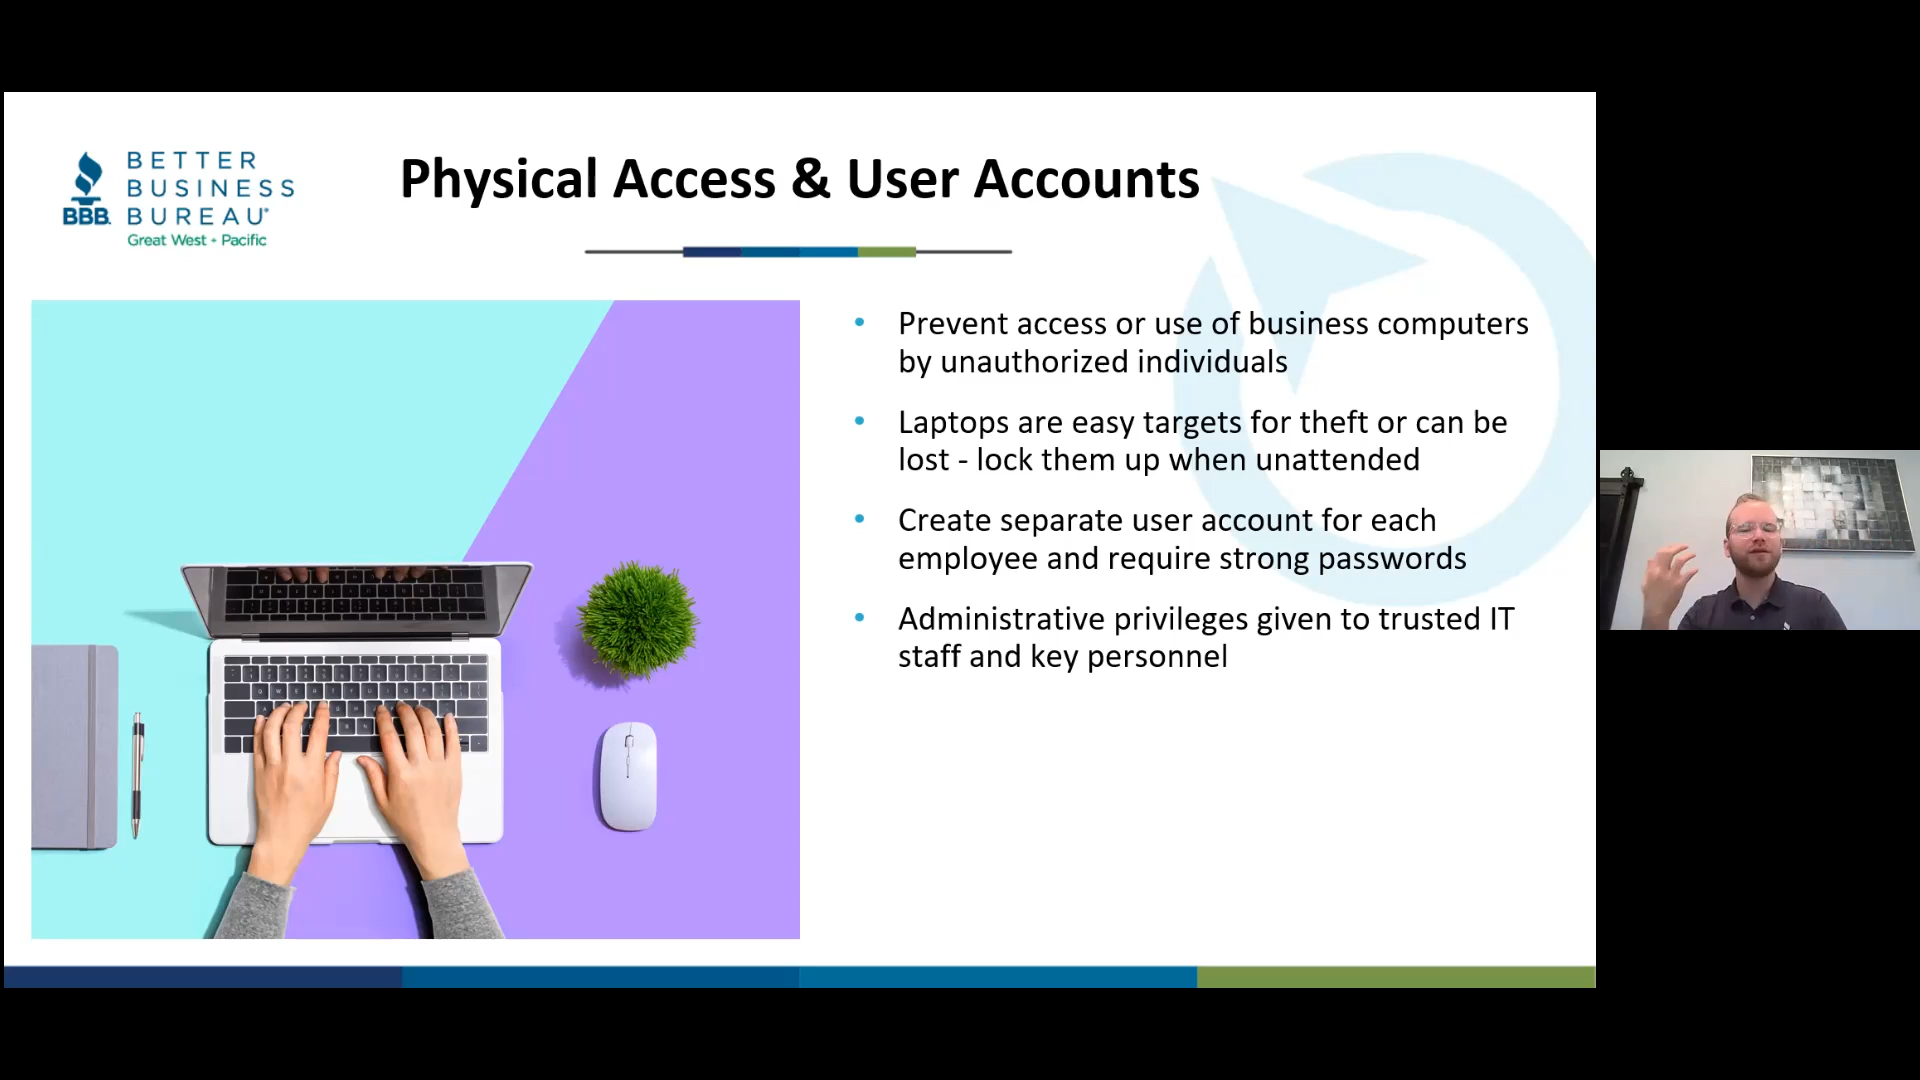 BETTER
BUSINESS
BUREAU®
BBB.
Great West + Pacific
Physical Access & User Accounts
• Prevent access or use of business computers
by unauthorized individuals
• Laptops are easy targets for theft or can be
lost - lock them up when unattended
• Create separate user account for each
employee and require strong passwords
• Administrative privileges given to trusted IT
staff and key personnel